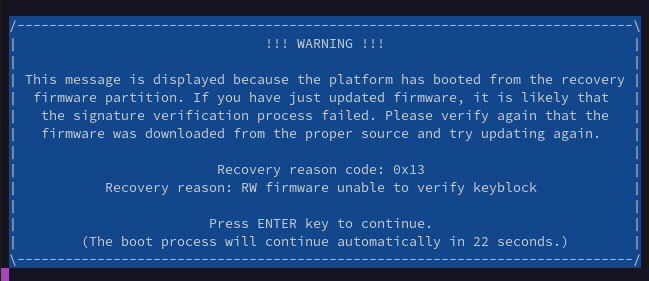 !!! WARNING !!!
This message is displayed because the platform has booted from the recovery
firmware partition. If you have just updated firmware, it is likely that
the signature verification process failed. Please verify again that the
firmware was downloaded from the proper source and try updating again.
Recovery reason code: 0x13
Recovery reason: RW firmware unable to verify keyblock
Press ENTER key to continue.
(The boot process will continue automatically in 22 seconds.)